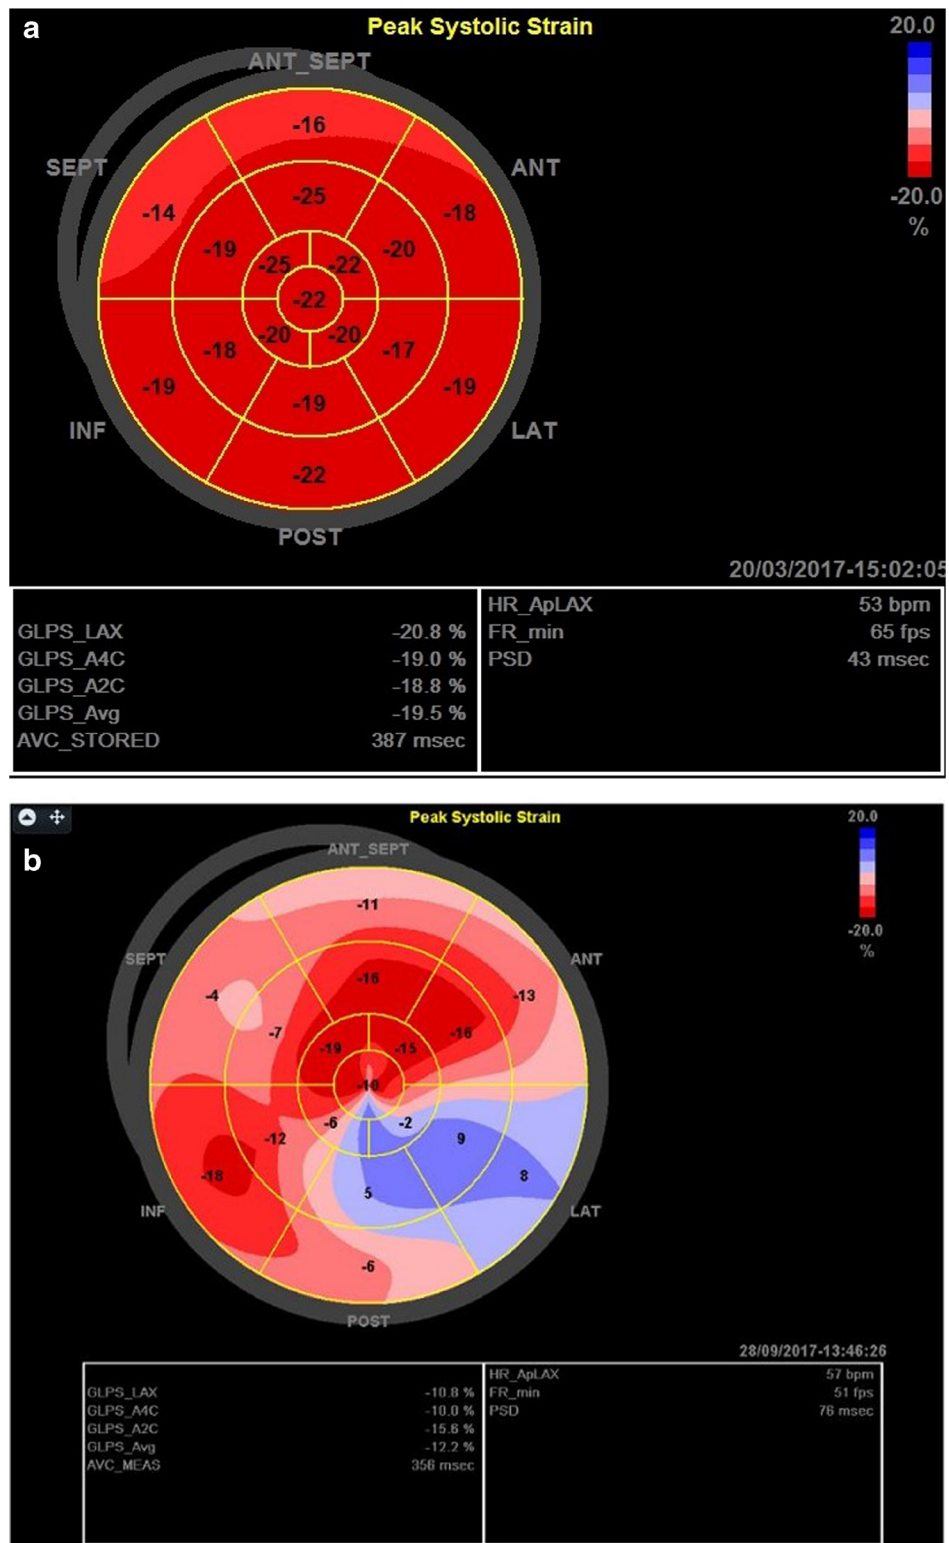 a
Peak Systolic Strain
20.0
ANT_SEPT
-16
SEPT
ANT
-25
-14
-18
-20.0
%
-19
-20
-25
-22
-22
-20
-20
-18
-17
-19
-19
-19
INF
LAT
-22
POST
20/03/2017-15:02:05
GLPS_LAX -20.8 %
GLPS_A4C -19.0 %
GLPS_A2C -18.8 %
GLPS_Avg -19.5 %
AVC_STORED 387 msec
HR_ApLAX 53 bpm
FR_min 65 fps
PSD 43 msec
b
Peak Systolic Strain
20.0
ANT_SEPT
-11
-20.0
%
SEPT
ANT
-16
-4
-13
-7
-16
-19
-15
-10
-6
-2
-12
9
-18
8
5
INF
LAT
-6
POST
28/09/2017-13:46:26
GLPS_LAX -10.8 %
GLPS_A4C -10.0 %
GLPS_A2C -15.6 %
GLPS_Avg -12.2 %
AVC_MEAS 356 msec
HR_ApLAX 57 bpm
FR_min 51 fps
PSD 76 msec